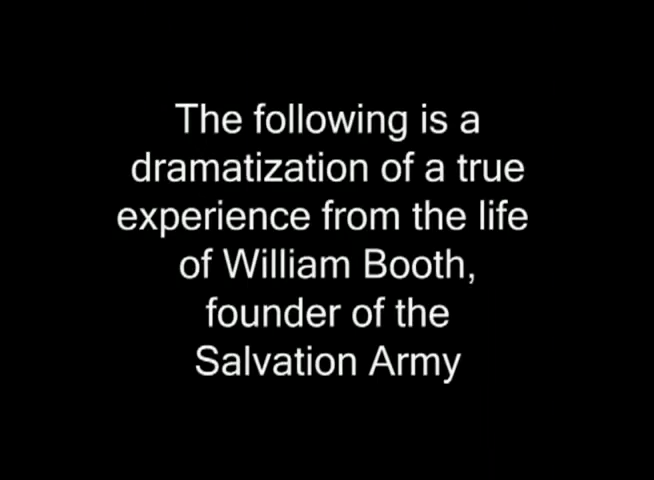 The following is a
dramatization of a true
experience from the life
of William Booth,
founder of the
Salvation Army